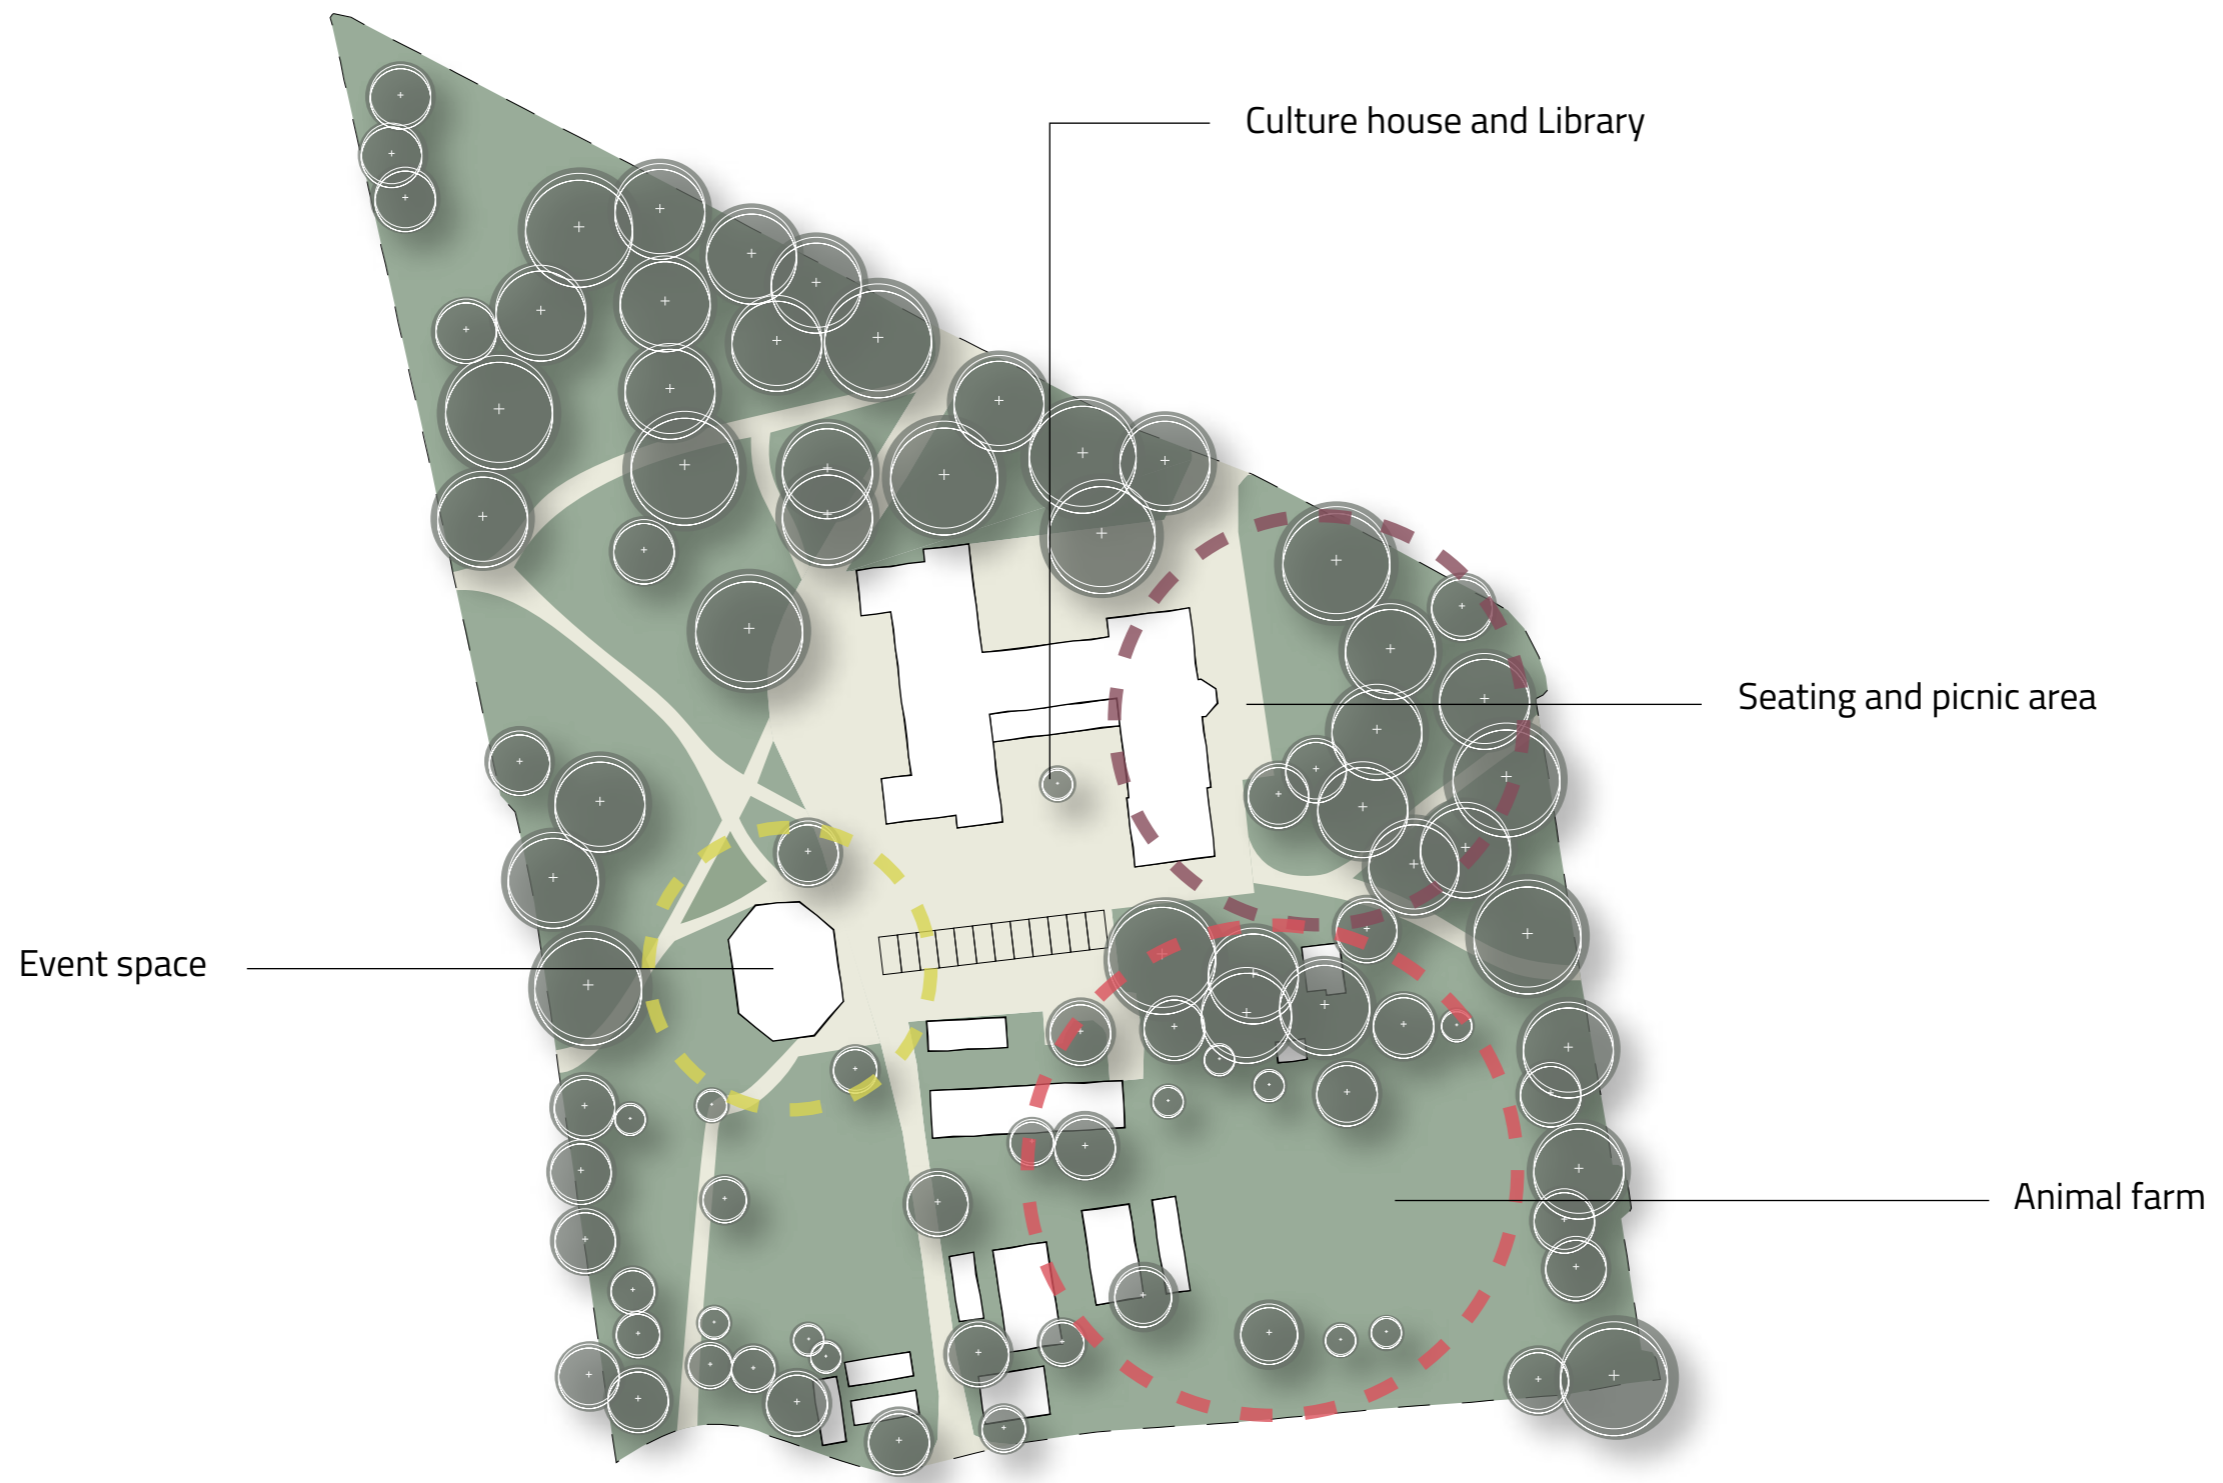 Culture house and Library
Seating and picnic area
Event space
Animal farm